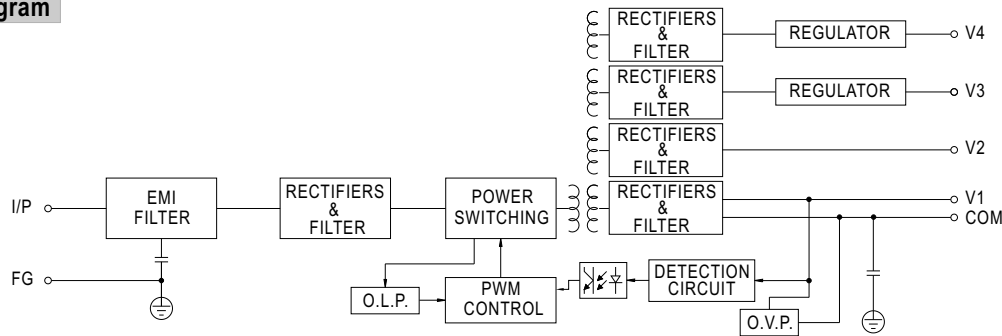 gram
RECTIFIERS
&
FILTER
REGULATOR
V4
RECTIFIERS
&
FILTER
REGULATOR
V3
RECTIFIERS
&
FILTER
V2
I/P
EMI
FILTER
RECTIFIERS
&
FILTER
POWER
SWITCHING
RECTIFIERS
&
FILTER
V1
COM
FG
O.L.P.
PWM
CONTROL
DETECTION
CIRCUIT
O.V.P.